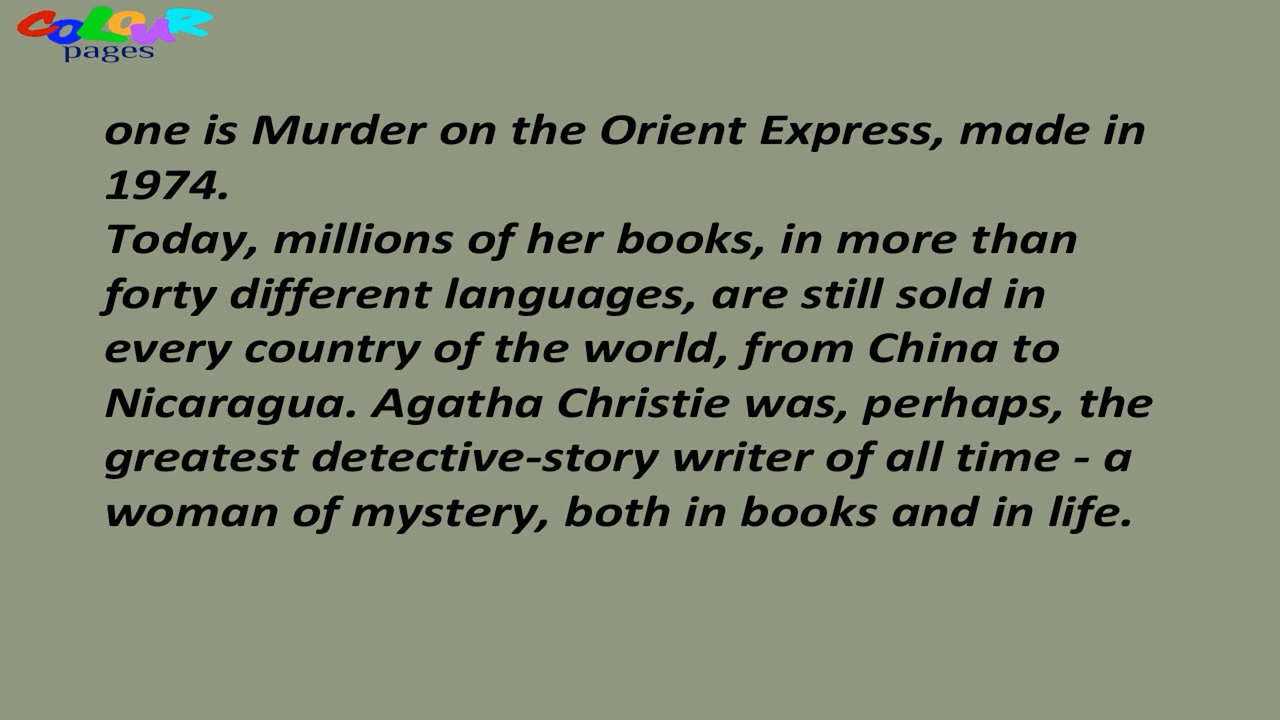 COLOUR
pages
one is Murder on the Orient Express, made in
1974.
Today, millions of her books, in more than
forty different languages, are still sold in
every country of the world, from China to
Nicaragua. Agatha Christie was, perhaps, the
greatest detective-story writer of all time - a
woman of mystery, both in books and in life.